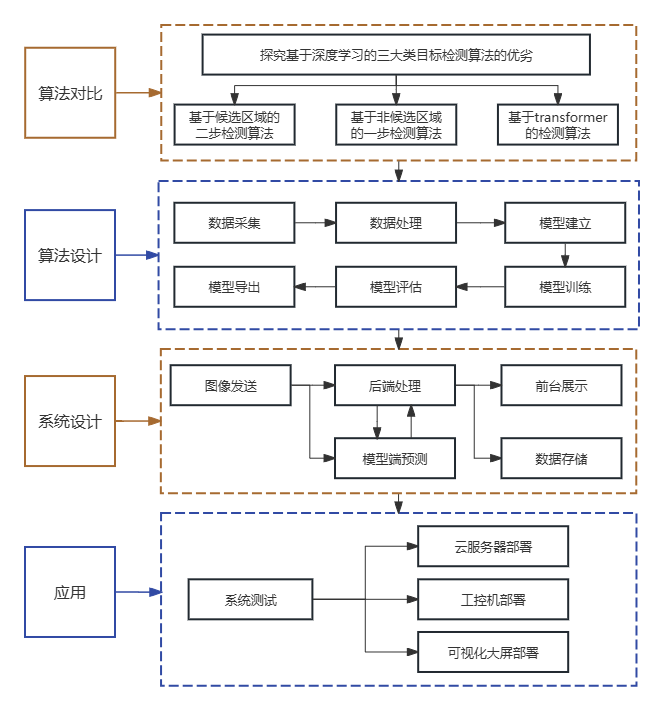 算法对比
探究基于深度学习的三大类目标检测算法的优劣
基于候选区域的
二步检测算法
基于非候选区域
的一步检测算法
基于transformer
的检测算法
算法设计
数据采集
数据处理
模型建立
模型导出
模型评估
模型训练
系统设计
图像发送
后端处理
前台展示
模型端预测
数据存储
应用
系统测试
云服务器部署
工控机部署
可视化大屏部署